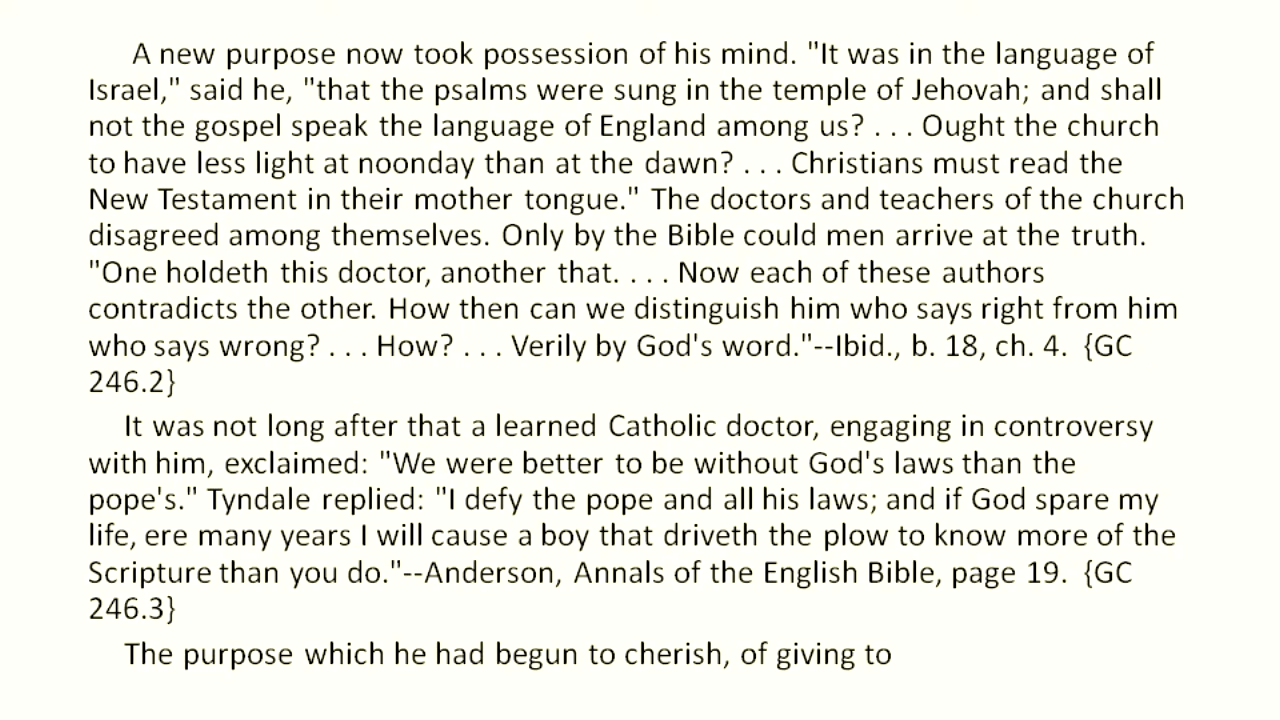 A new purpose now took possession of his mind. "It was in the language of
Israel," said he, "that the psalms were sung in the temple of Jehovah; and shall
not the gospel speak the language of England among us? . . . Ought the church
to have less light at noonday than at the dawn? . . . Christians must read the
New Testament in their mother tongue." The doctors and teachers of the church
disagreed among themselves. Only by the Bible could men arrive at the truth.
"One holdeth this doctor, another that. . . . Now each of these authors
contradicts the other. How then can we distinguish him who says right from him
who says wrong? . . . How? . . . Verily by God's word."--Ibid., b. 18, ch. 4.  {GC
246.2}
It was not long after that a learned Catholic doctor, engaging in controversy
with him, exclaimed: "We were better to be without God's laws than the
pope's." Tyndale replied: "I defy the pope and all his laws; and if God spare my
life, ere many years I will cause a boy that driveth the plow to know more of the
Scripture than you do."--Anderson, Annals of the English Bible, page 19.  {GC
246.3}
The purpose which he had begun to cherish, of giving to